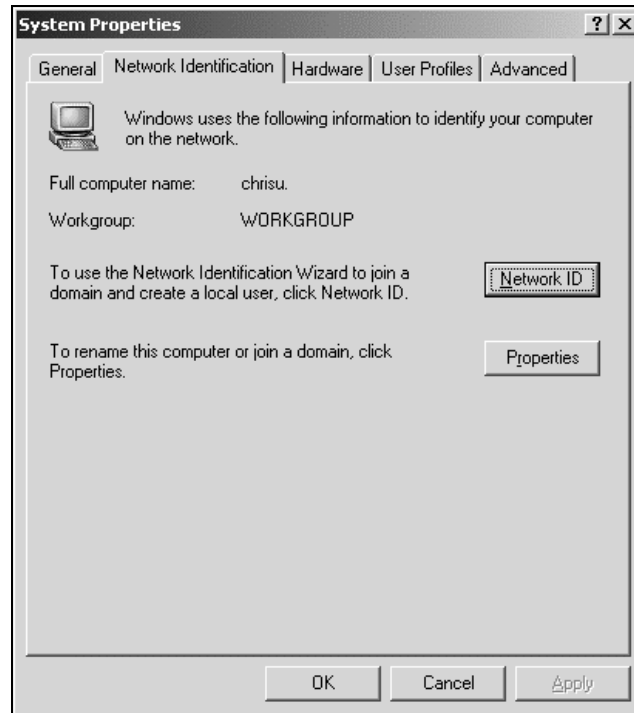 System Properties
? ×
General Network Identification Hardware User Profiles Advanced
Windows uses the following information to identify your computer
on the network.
Full computer name: chrisu.
Workgroup: WORKGROUP
To use the Network Identification Wizard to join a
domain and create a local user, click Network ID.
Network ID
To rename this computer or join a domain, click
Properties.
Properties
OK Cancel Apply